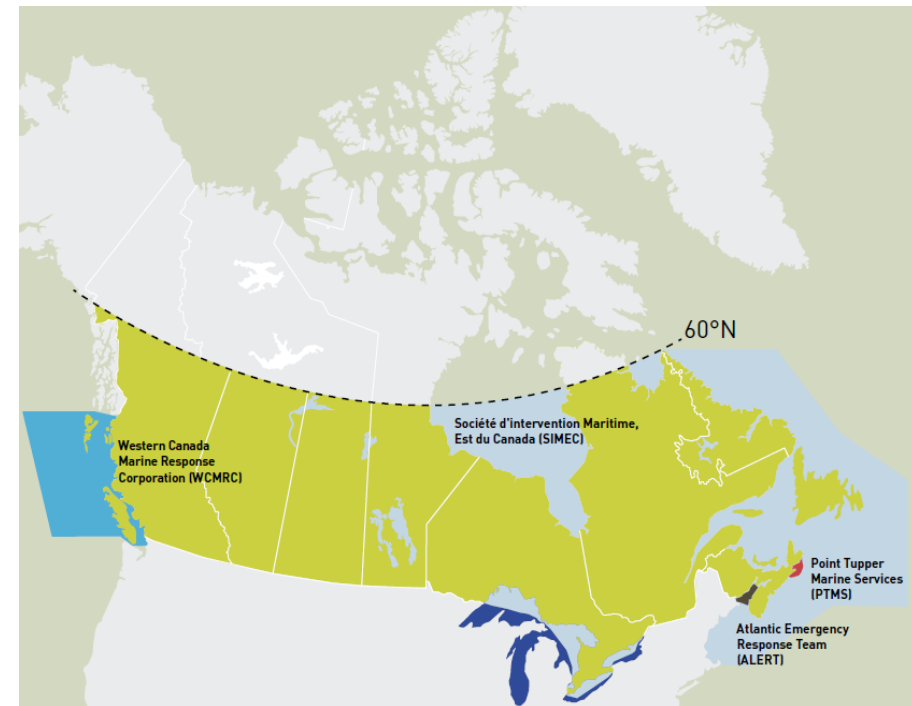 60°N
Société d'intervention Maritime,
Est du Canada (SIMEC)
Western Canada
Marine Response
Corporation (WCMRC)
Point Tupper
Marine Services
(PTMS)
Atlantic Emergency
Response Team
(ALERT)